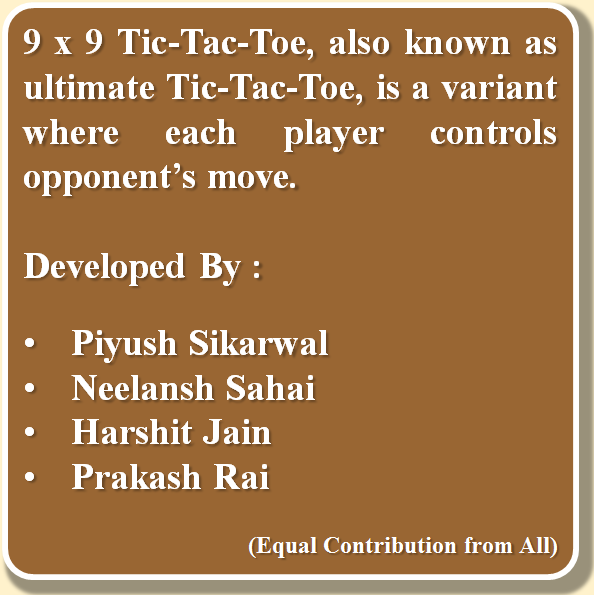 9 x 9 Tic-Tac-Toe, also known as
ultimate Tic-Tac-Toe, is a variant
where each player controls
opponent’s move.
Developed By :
• Piyush Sikarwal
• Neelansh Sahai
• Harshit Jain
• Prakash Rai
(Equal Contribution from All)